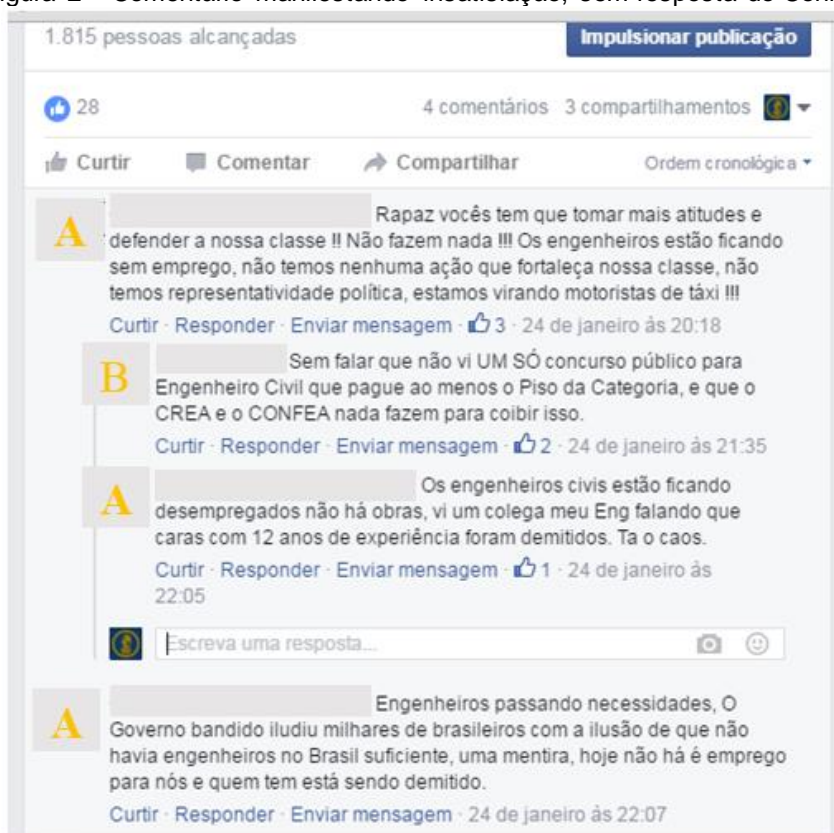 1.815 pessoas alcançadas Impulsionar publicação
28 4 comentários 3 compartilhamentos
Curtir Comentar Compartilhar Ordem cronológica
A Rapaz vocês tem que tomar mais atitudes e
defender a nossa classe !! Não fazem nada !!! Os engenheiros estão ficando
sem emprego, não temos nenhuma ação que fortaleça nossa classe, não
temos representatividade política, estamos virando motoristas de táxi !!!
Curtir · Responder · Enviar mensagem · 3 · 24 de janeiro às 20:18
B Sem falar que não vi UM SÓ concurso público para
Engenheiro Civil que pague ao menos o Piso da Categoria, e que o
CREA e o CONFEA nada fazem para coibir isso.
Curtir · Responder · Enviar mensagem · 2 · 24 de janeiro às 21:35
A Os engenheiros civis estão ficando
desempregados não há obras, vi um colega meu Eng falando que
caras com 12 anos de experiência foram demitidos. Ta o caos.
Curtir · Responder · Enviar mensagem · 1 · 24 de janeiro às
22:05
Escreva uma resposta...
A Engenheiros passando necessidades, O
Governo bandido iludiu milhares de brasileiros com a ilusão de que não
havia engenheiros no Brasil suficiente, uma mentira, hoje não há é emprego
para nós e quem tem está sendo demitido.
Curtir · Responder · Enviar mensagem · 24 de janeiro às 22:07